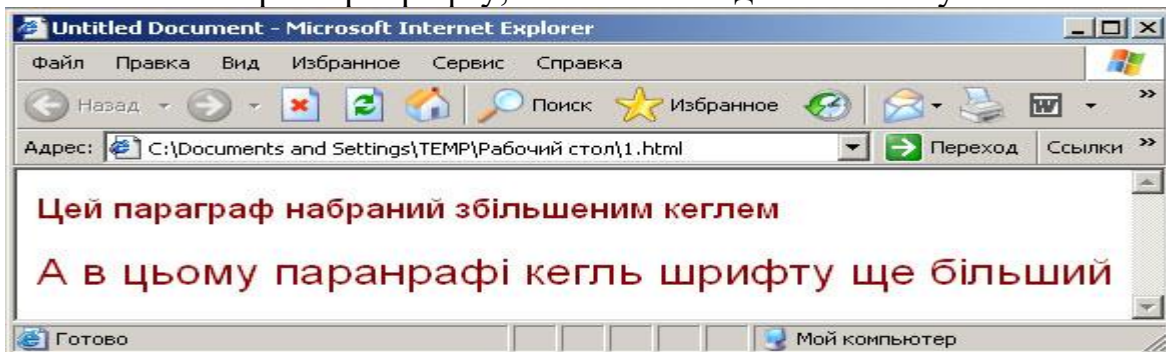 Untitled Document - Microsoft Internet Explorer
Файл Правка Вид Избранное Сервис Справка
Назад Поиск Избранное
Адрес: C:\Documents and Settings\TEMP\Рабочий стол\1.html Переход Ссылки
Цей параграф набраний збільшеним кеглем
А в цьому паранрафі кегль шрифту ще більший
Готово Мой компьютер